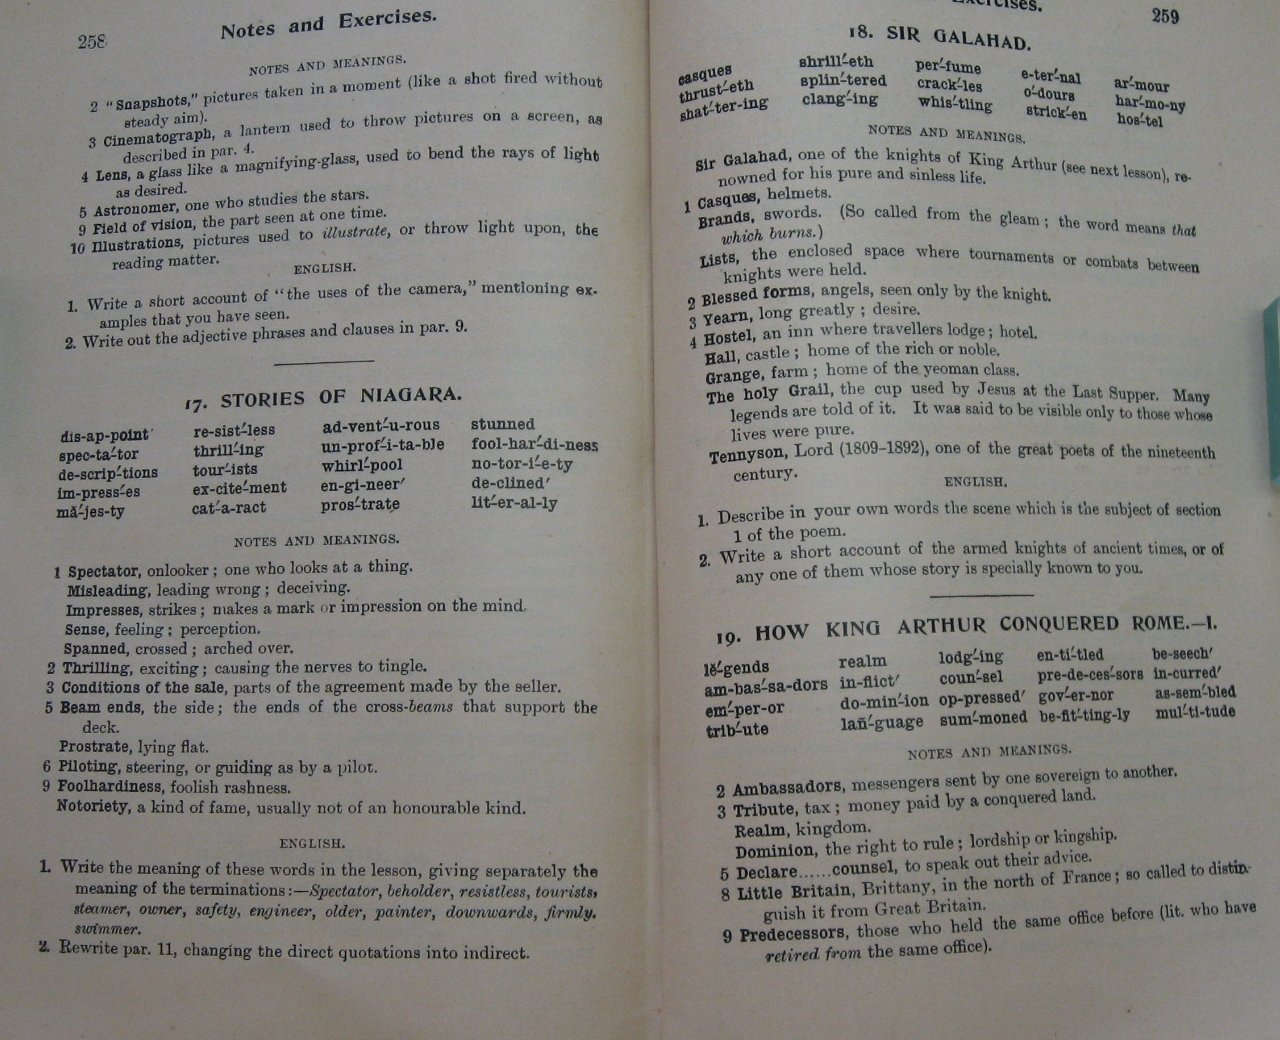 258
Notes and Exercises.
NOTES AND MEANINGS.
2 "Snapshots," pictures taken in a moment (like a shot fired without
steady aim).
3 Cinematograph, a lantern used to throw pictures on a screen, as
described in par. 4.
4 Lens, a glass like a magnifying-glass, used to bend the rays of light
as desired.
5 Astronomer, one who studies the stars.
9 Field of vision, the part seen at one time.
10 Illustrations, pictures used to illustrate, or throw light upon, the
reading matter.
ENGLISH.
1. Write a short account of "the uses of the camera," mentioning ex-
amples that you have seen.
2. Write out the adjective phrases and clauses in par. 9.
17. STORIES OF NIAGARA.
dis-ap-point′ re-sist′-less ad-vent′-u-rous stunned
spec-ta′-tor thrill′-ing un-prof′-i-ta-ble fool-har′-di-ness
de-scrip′-tions tour′-ists whirl′-pool no-tor-i′-e-ty
im-press′-es ex-cite′-ment en-gi-neer′ de-clined′
mă′-jes-ty cat′-a-ract pros′-trate lit′-er-al-ly
NOTES AND MEANINGS.
1 Spectator, onlooker; one who looks at a thing.
Misleading, leading wrong; deceiving.
Impresses, strikes; makes a mark or impression on the mind.
Sense, feeling; perception.
Spanned, crossed; arched over.
2 Thrilling, exciting; causing the nerves to tingle.
3 Conditions of the sale, parts of the agreement made by the seller.
5 Beam ends, the side; the ends of the cross-beams that support the
deck.
Prostrate, lying flat.
6 Piloting, steering, or guiding as by a pilot.
9 Foolhardiness, foolish rashness.
Notoriety, a kind of fame, usually not of an honourable kind.
ENGLISH.
1. Write the meaning of these words in the lesson, giving separately the
meaning of the terminations:—Spectator, beholder, resistless, tourists,
steamer, owner, safety, engineer, older, painter, downwards, firmly,
swimmer.
2. Rewrite par. 11, changing the direct quotations into indirect.
Exercises.
259
18. SIR GALAHAD.
casques shrill′-eth per′-fume e-ter′-nal ar′-mour
thrust′-eth splin′-tered crack′-les o′-dours har′-mo-ny
shat′-ter-ing clang′-ing whis′-tling strick′-en hos′-tel
NOTES AND MEANINGS.
Sir Galahad, one of the knights of King Arthur (see next lesson), re-
nowned for his pure and sinless life.
1 Casques, helmets.
Brands, swords. (So called from the gleam; the word means that
which burns.)
Lists, the enclosed space where tournaments or combats between
knights were held.
2 Blessed forms, angels, seen only by the knight.
3 Yearn, long greatly; desire.
4 Hostel, an inn where travellers lodge; hotel.
Hall, castle; home of the rich or noble.
Grange, farm; home of the yeoman class.
The holy Grail, the cup used by Jesus at the Last Supper. Many
legends are told of it. It was said to be visible only to those whose
lives were pure.
Tennyson, Lord (1809-1892), one of the great poets of the nineteenth
century.
ENGLISH.
1. Describe in your own words the scene which is the subject of section
1 of the poem.
2. Write a short account of the armed knights of ancient times, or of
any one of them whose story is specially known to you.
19. HOW KING ARTHUR CONQUERED ROME.—I.
lĕ′-gends realm lodg′-ing en-ti′-tled be-seech′
am-bas′-sa-dors in-flict′ coun′-sel pre-de-ces′-sors in-curred′
em′-per-or do-min′-ion op-pressed′ gov′-er-nor as-sem′-bled
trib′-ute lañ′-guage sum′-moned be-fit′-ting-ly mul′-ti-tude
NOTES AND MEANINGS.
2 Ambassadors, messengers sent by one sovereign to another.
3 Tribute, tax; money paid by a conquered land.
Realm, kingdom.
Dominion, the right to rule; lordship or kingship.
5 Declare......counsel, to speak out their advice.
8 Little Britain, Brittany, in the north of France; so called to distin-
guish it from Great Britain.
9 Predecessors, those who held the same office before (lit. who have
retired from the same office).